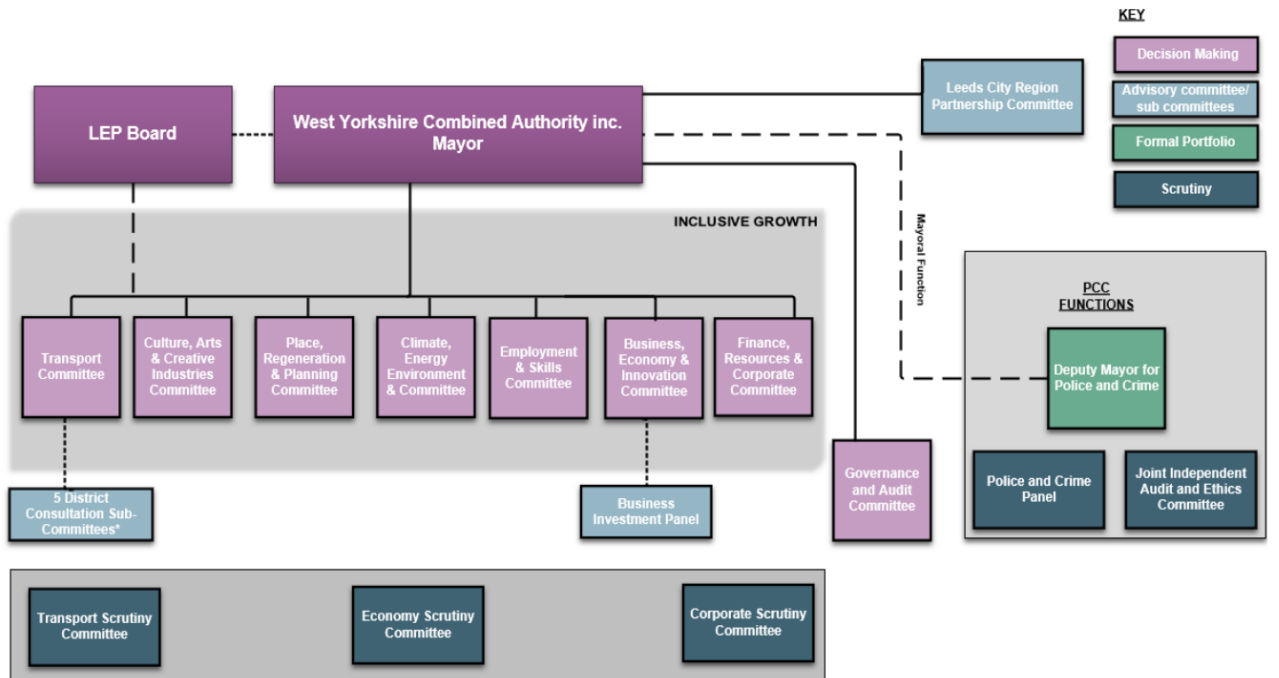 KEY
Decision Making
Advisory committee/
sub committees
Formal Portfolio
Scrutiny
Leeds City Region
Partnership Committee
LEP Board
West Yorkshire Combined Authority inc.
Mayor
INCLUSIVE GROWTH
Mayoral Function
Transport
Committee
Culture, Arts
& Creative
Industries
Committee
Place,
Regeneration
& Planning
Committee
Climate,
Energy
Environment
& Committee
Employment
& Skills
Committee
Business,
Economy &
Innovation
Committee
Finance,
Resources &
Corporate
Committee
PCC
FUNCTIONS
Deputy Mayor for
Police and Crime
Police and Crime
Panel
Joint Independent
Audit and Ethics
Committee
Governance
and Audit
Committee
5 District
Consultation Sub-
Committees*
Business
Investment Panel
Transport Scrutiny
Committee
Economy Scrutiny
Committee
Corporate Scrutiny
Committee